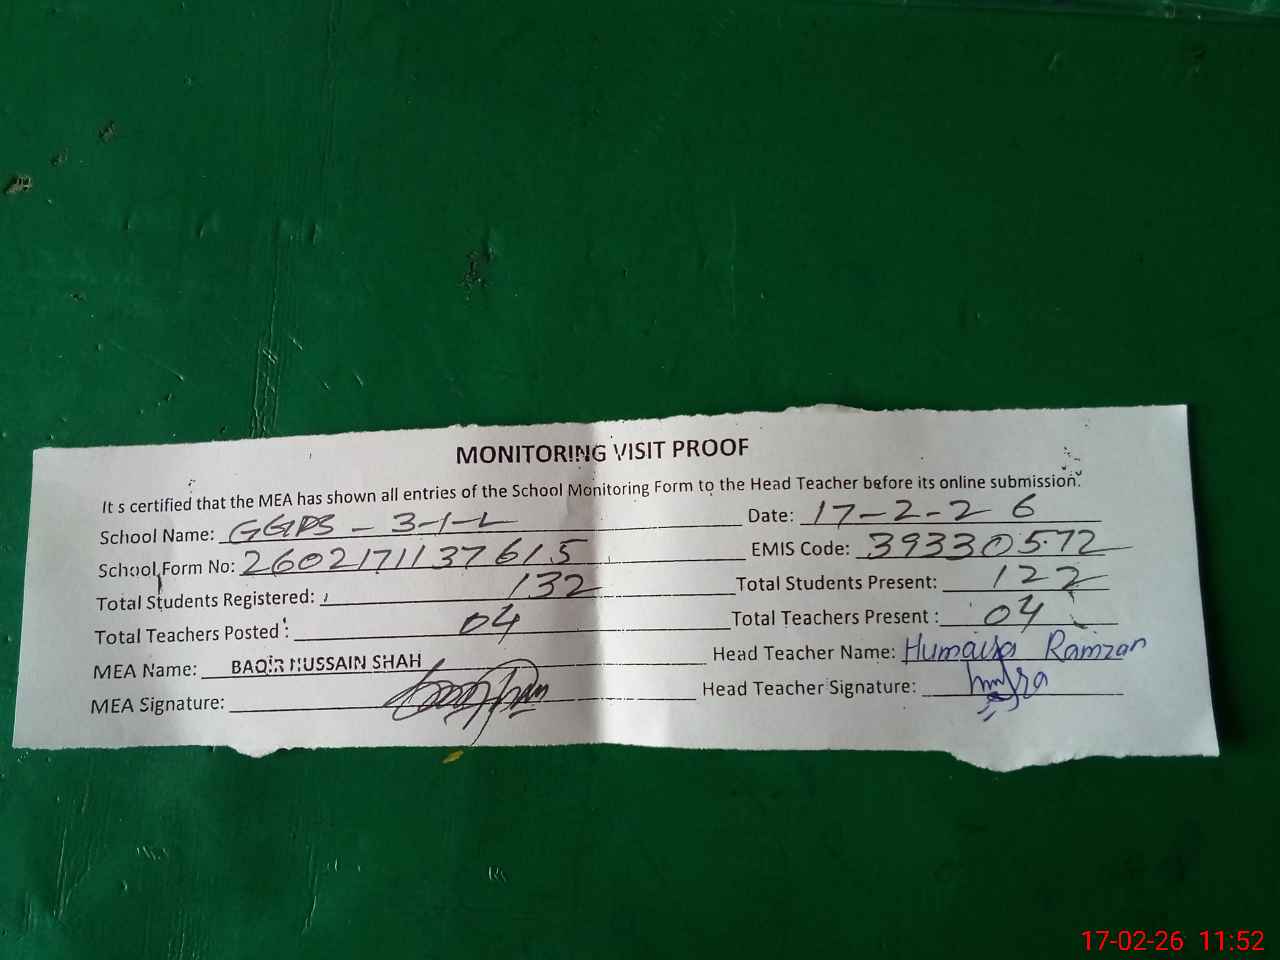 MONITORING VISIT PROOF
It s certified that the MEA has shown all entries of the School Monitoring Form to the Head Teacher before its online submission.
School Name: GGPS - 3-1-L Date: 17-2-26
School Form No: 2602171137615 EMIS Code: 39330572
Total Students Registered: 132 Total Students Present: 122
Total Teachers Posted : 04 Total Teachers Present : 04
MEA Name: BAQIR HUSSAIN SHAH Head Teacher Name: Humaira Ramzan
MEA Signature: Head Teacher Signature:
17-02-26 11:52